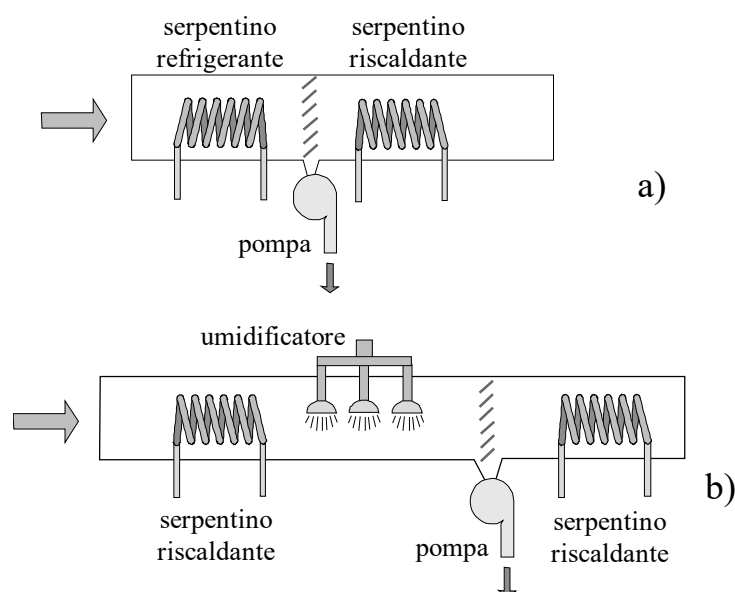 serpentino
refrigerante
serpentino
riscaldante
a)
pompa
umidificatore
b)
serpentino
riscaldante
pompa
serpentino
riscaldante